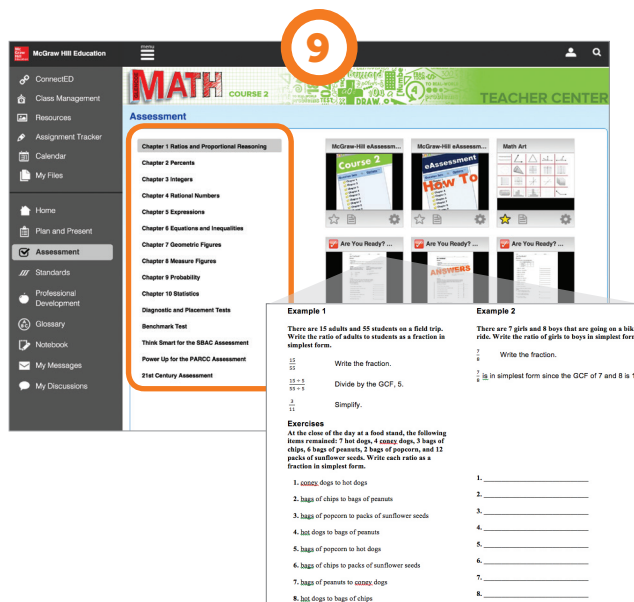 9
Mc
Graw
Hill
Education
McGraw Hill Education
menu
ConnectED
Class Management
Resources
Assignment Tracker
Calendar
My Files
Home
Plan and Present
Assessment
Standards
Professional
Development
Glossary
Notebook
My Messages
My Discussions
MATH COURSE 2
DRAW
TEACHER CENTER
Assessment
Chapter 1 Ratios and Proportional Reasoning
Chapter 2 Percents
Chapter 3 Integers
Chapter 4 Rational Numbers
Chapter 5 Expressions
Chapter 6 Equations and Inequalities
Chapter 7 Geometric Figures
Chapter 8 Measure Figures
Chapter 9 Probability
Chapter 10 Statistics
Diagnostic and Placement Tests
Benchmark Test
Think Smart for the SBAC Assessment
Power Up for the PARCC Assessment
21st Century Assessment
McGraw-Hill eAssessm...
Course 2
McGraw-Hill eAssessm...
eAssessment
How To
Math Art
Are You Ready? ...
Are You Ready? ...
ANSWERS
Are You Ready? ...
Example 1
There are 15 adults and 55 students on a field trip.
Write the ratio of adults to students as a fraction in
simplest form.
15/55 Write the fraction.
15 ÷ 5/55 ÷ 5 Divide by the GCF, 5.
3/11 Simplify.
Example 2
There are 7 girls and 8 boys that are going on a bik
ride. Write the ratio of girls to boys in simplest for
7/8 Write the fraction.
7/8 is in simplest form since the GCF of 7 and 8 is 1
Exercises
At the close of the day at a food stand, the following
items remained: 7 hot dogs, 4 coney dogs, 3 bags of
chips, 6 bags of peanuts, 2 bags of popcorn, and 12
packs of sunflower seeds. Write each ratio as a
fraction in simplest form.
1. coney dogs to hot dogs
2. bags of chips to bags of peanuts
3. bags of popcorn to packs of sunflower seeds
4. hot dogs to bags of peanuts
5. bags of popcorn to hot dogs
6. bags of chips to packs of sunflower seeds
7. bags of peanuts to coney dogs
8. hot dogs to bags of chips
1.
2.
3.
4.
5.
6.
7.
8.